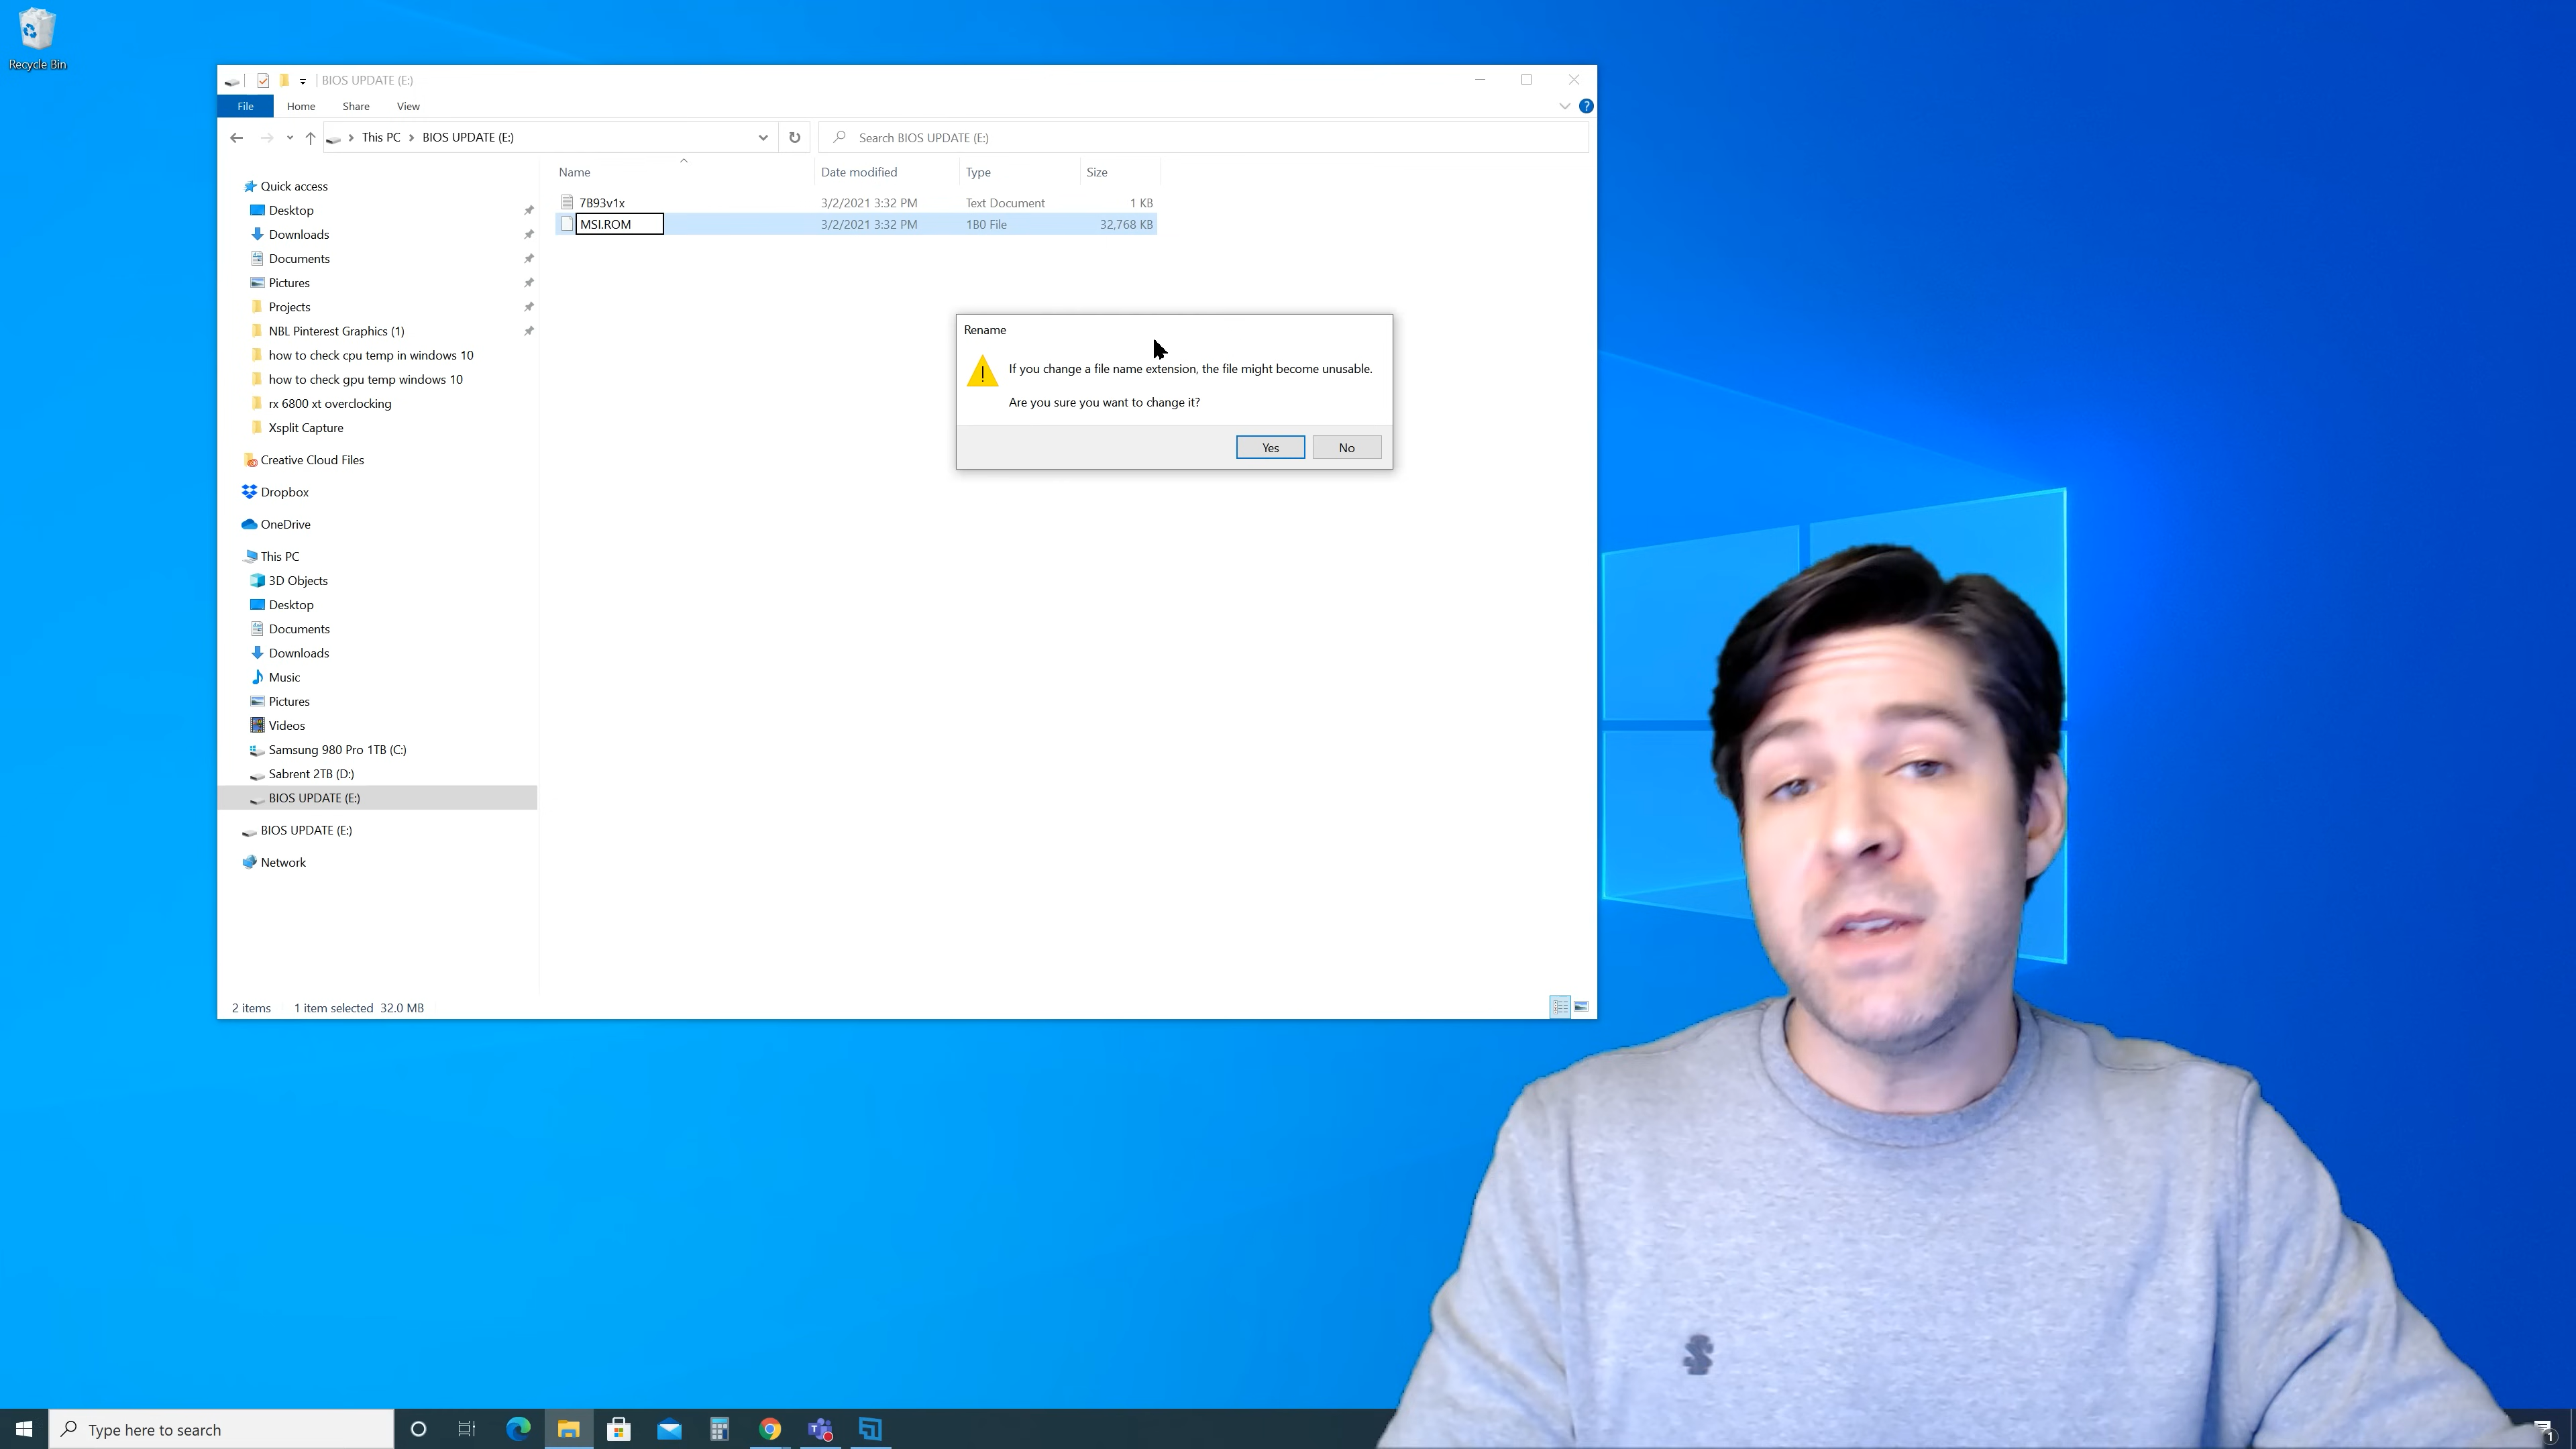 Recycle Bin
BIOS UPDATE (E:)
File Home Share View
This PC > BIOS UPDATE (E:)
Search BIOS UPDATE (E:)
Name Date modified Type Size
7B93v1x 3/2/2021 3:32 PM Text Document 1 KB
MSI.ROM 3/2/2021 3:32 PM 1B0 File 32,768 KB
Quick access
Desktop
Downloads
Documents
Pictures
Projects
NBL Pinterest Graphics (1)
how to check cpu temp in windows 10
how to check gpu temp windows 10
rx 6800 xt overclocking
Xsplit Capture
Creative Cloud Files
Dropbox
OneDrive
This PC
3D Objects
Desktop
Documents
Downloads
Music
Pictures
Videos
Samsung 980 Pro 1TB (C:)
Sabrent 2TB (D:)
BIOS UPDATE (E:)
BIOS UPDATE (E:)
Network
Rename
If you change a file name extension, the file might become unusable.
Are you sure you want to change it?
Yes No
2 items 1 item selected 32.0 MB
Type here to search
1